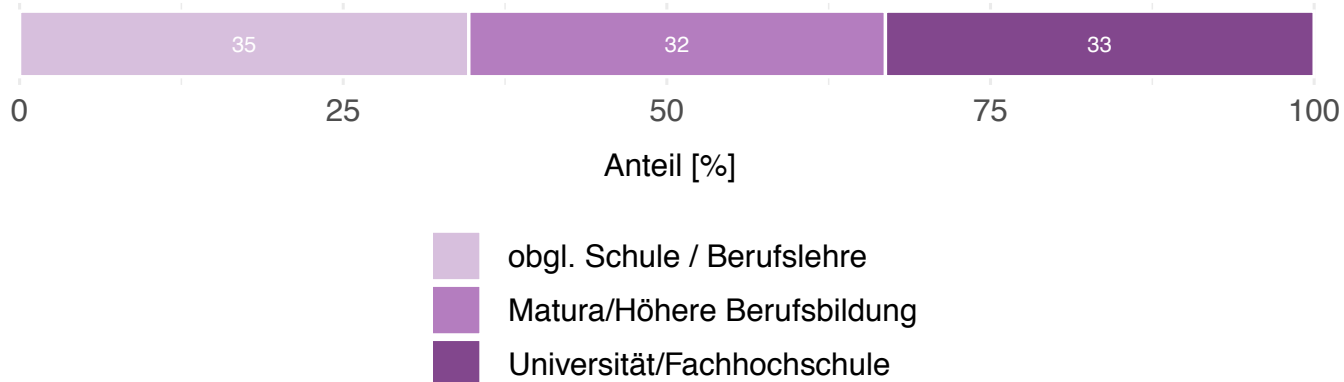 35 32 33
0 25 50 75 100
Anteil [%]
obgl. Schule / Berufslehre
Matura/Höhere Berufsbildung
Universität/Fachhochschule